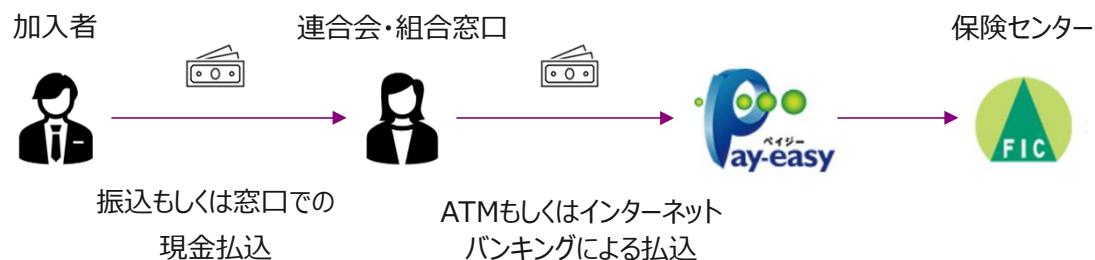 加入者
連合会・組合窓口
保険センター
ペイジー
Pay-easy
FIC
振込もしくは窓口での
現金払込
ATMもしくはインターネット
バンキングによる払込